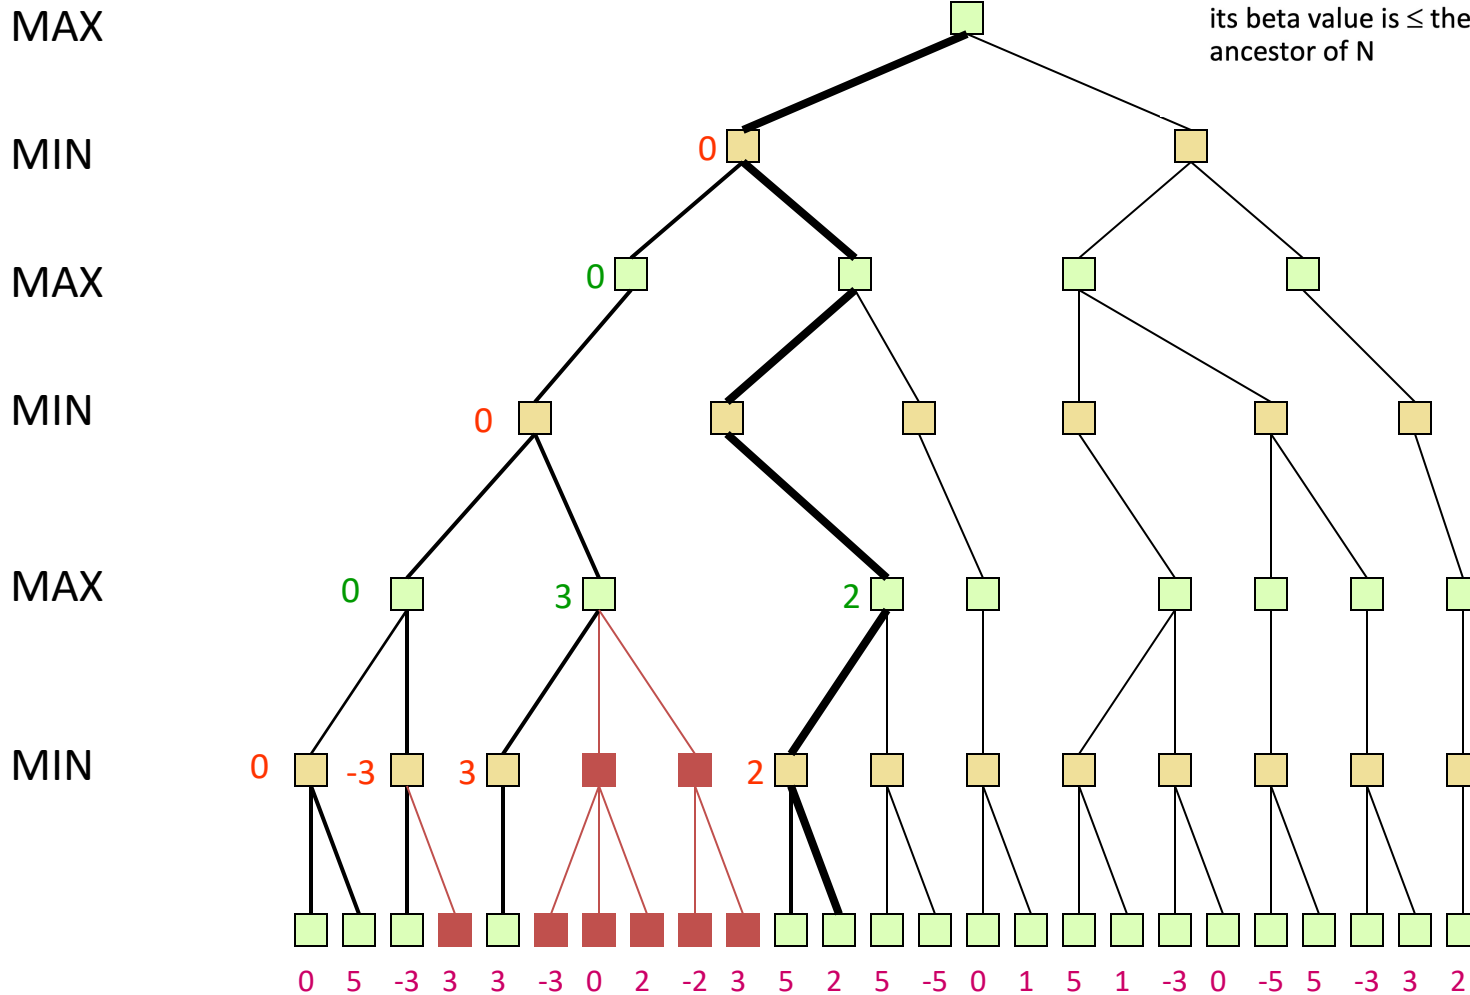 MAX
its beta value is ≤ the
ancestor of N
MIN
0
MAX
0
MIN
0
MAX
0
3
2
MIN
0
-3
3
2
0 5 -3 3 3 -3 0 2 -2 3 5 2 5 -5 0 1 5 1 -3 0 -5 5 -3 3 2